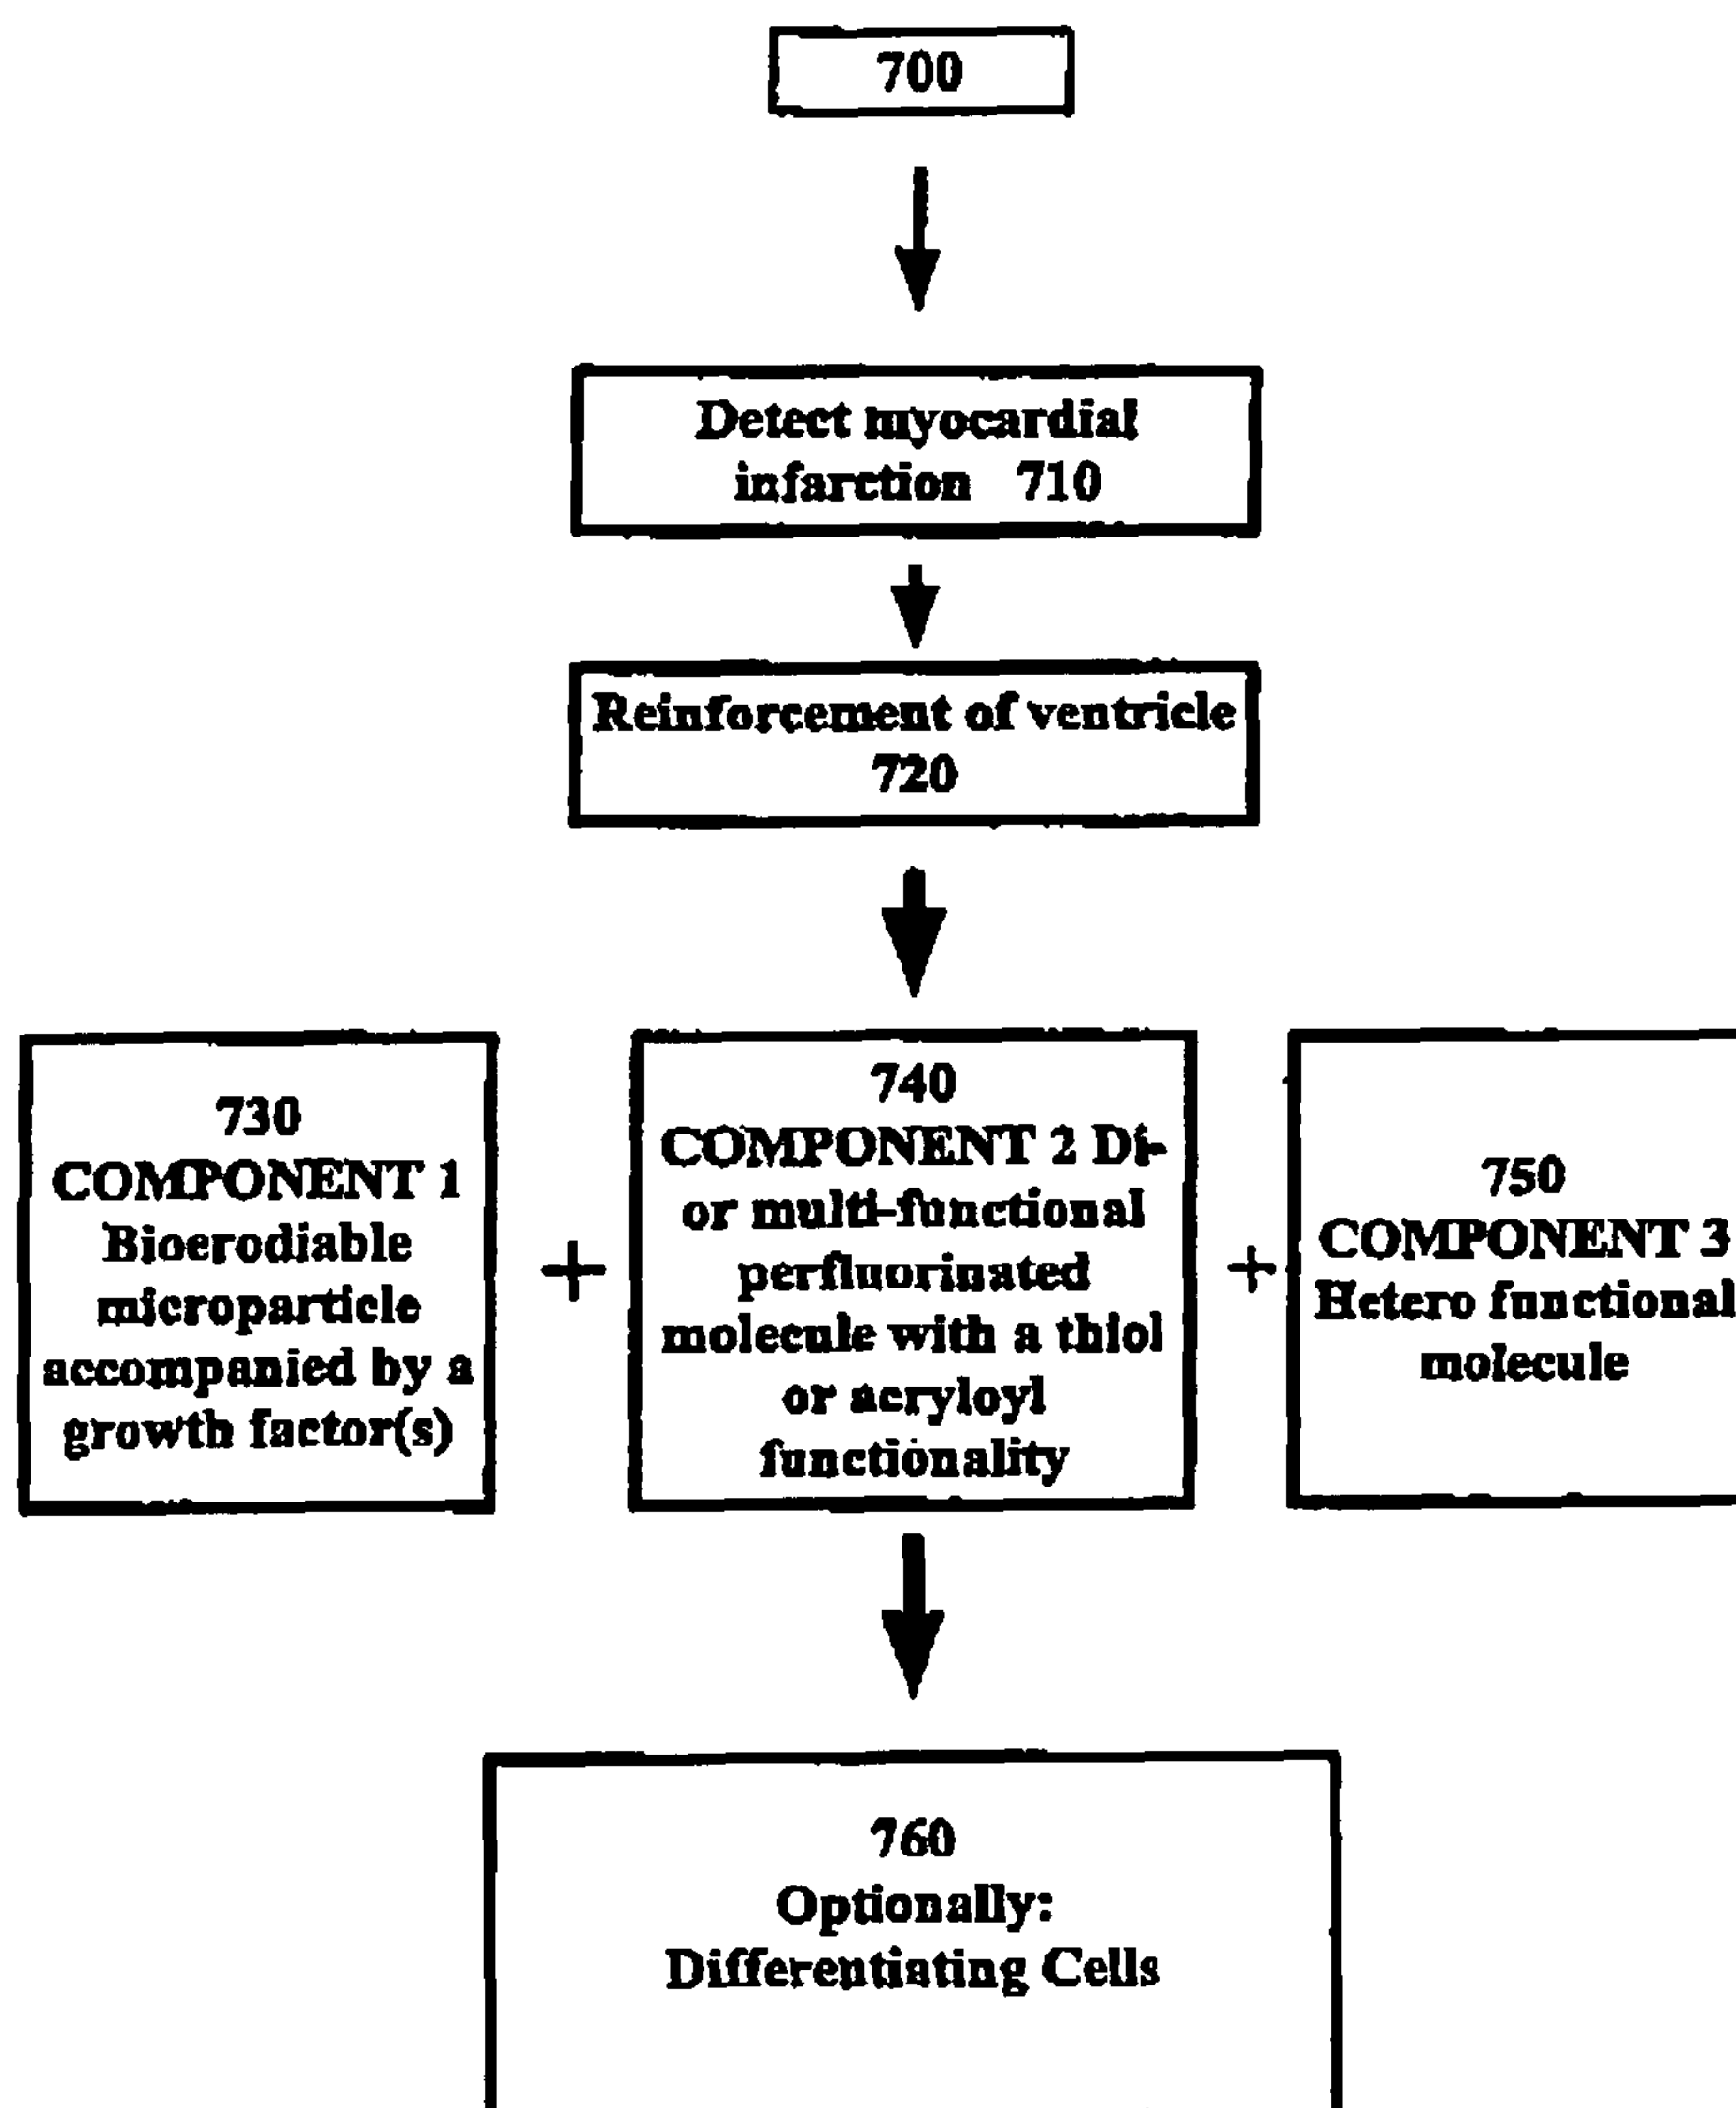 700
Detect myocardial
infarction 710
Reinforcement of ventricle
720
730
COMPONENT 1
Bioerodiable
microparticle
accompanied by a
growth factor(s)
740
COMPONENT 2 Di-
or multi-functional
perfluorinated
molecule with a thiol
or acryloyl
functionality
750
COMPONENT 3
Hetero functional
molecule
+
+
760
Optionally:
Differentiating Cells